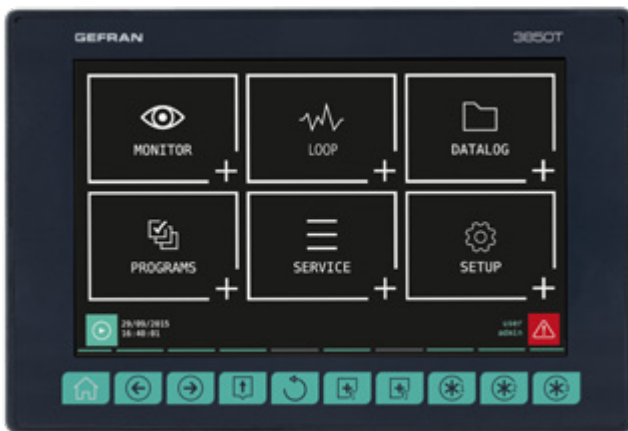 GEFRAN 3850T
MONITOR LOOP DATALOG
PROGRAMS SERVICE SETUP
29/09/2015 user
16:40:01 admin